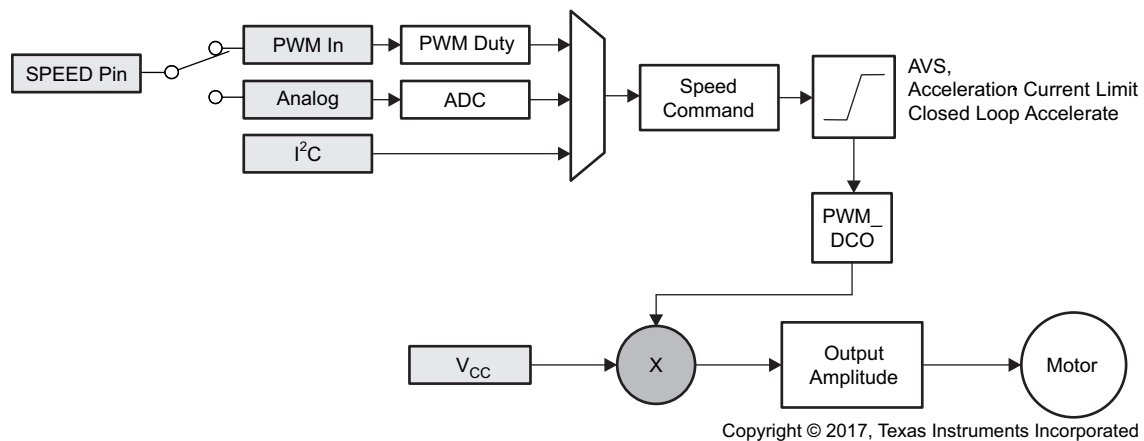 PWM In
PWM Duty
SPEED Pin
Analog
ADC
I²C
Speed
Command
AVS,
Acceleration Current Limit
Closed Loop Accelerate
PWM_
DCO
V_CC
X
Output
Amplitude
Motor
Copyright © 2017, Texas Instruments Incorporated